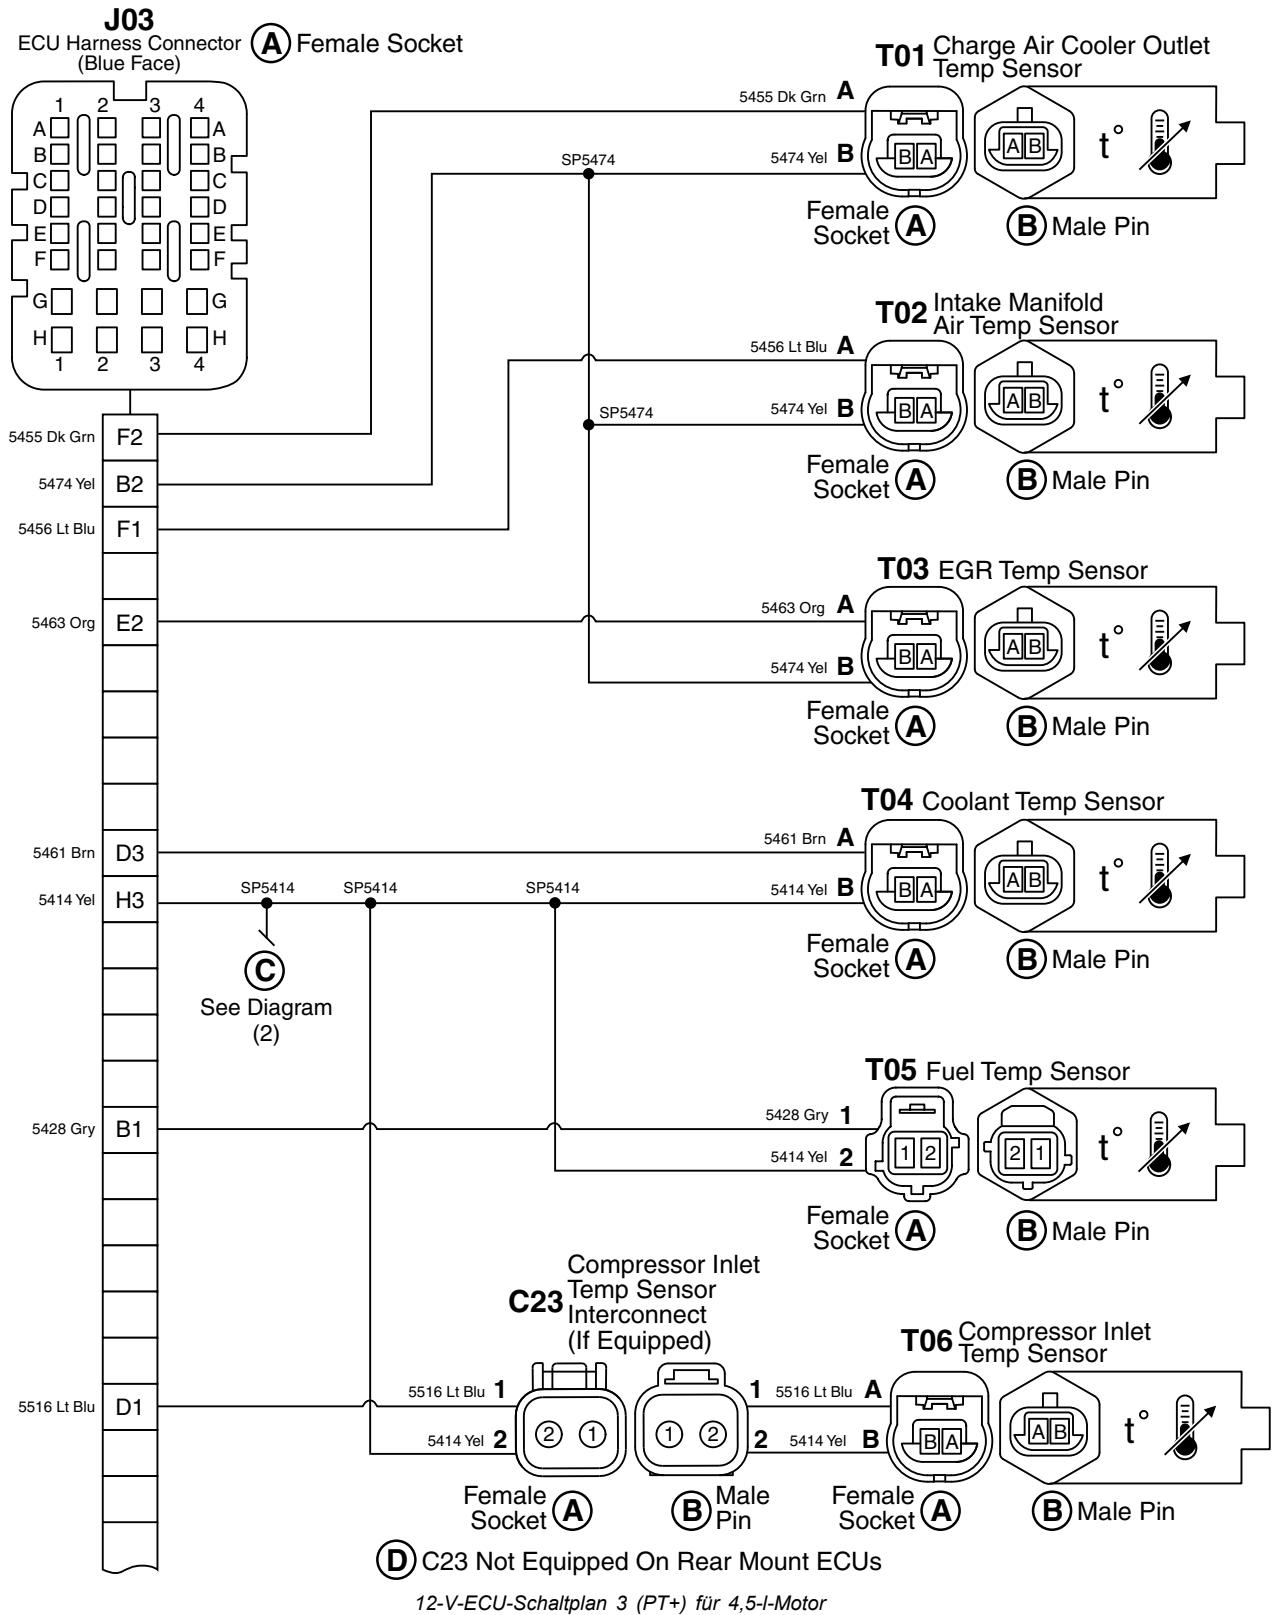 J03
ECU Harness Connector
(Blue Face)
A Female Socket
1 2 3 4
A A
B B
C C
D D
E E
F F
G G
H H
1 2 3 4
T01 Charge Air Cooler Outlet
Temp Sensor
5455 Dk Grn A
SP5474
5474 Yel B
B A
A B
t°
Female
Socket A
B Male Pin
T02 Intake Manifold
Air Temp Sensor
5456 Lt Blu A
SP5474
5474 Yel B
B A
A B
t°
Female
Socket A
B Male Pin
5455 Dk Grn F2
5474 Yel B2
5456 Lt Blu F1
T03 EGR Temp Sensor
5463 Org E2
5463 Org A
5474 Yel B
B A
A B
t°
Female
Socket A
B Male Pin
T04 Coolant Temp Sensor
5461 Brn D3
5461 Brn A
5414 Yel H3
SP5414 SP5414 SP5414
5414 Yel B
B A
A B
t°
Female
Socket A
B Male Pin
C
See Diagram
(2)
T05 Fuel Temp Sensor
5428 Gry B1
5428 Gry 1
5414 Yel 2
1 2
2 1
t°
Female
Socket A
B Male Pin
C23 Compressor Inlet
Temp Sensor
Interconnect
(If Equipped)
T06 Compressor Inlet
Temp Sensor
5516 Lt Blu D1
5516 Lt Blu 1
5414 Yel 2
2 1
1 2
1 5516 Lt Blu A
2 5414 Yel B
B A
A B
t°
Female
Socket A
B Male
Pin
Female
Socket A
B Male Pin
D C23 Not Equipped On Rear Mount ECUs
12-V-ECU-Schaltplan 3 (PT+) für 4,5-l-Motor